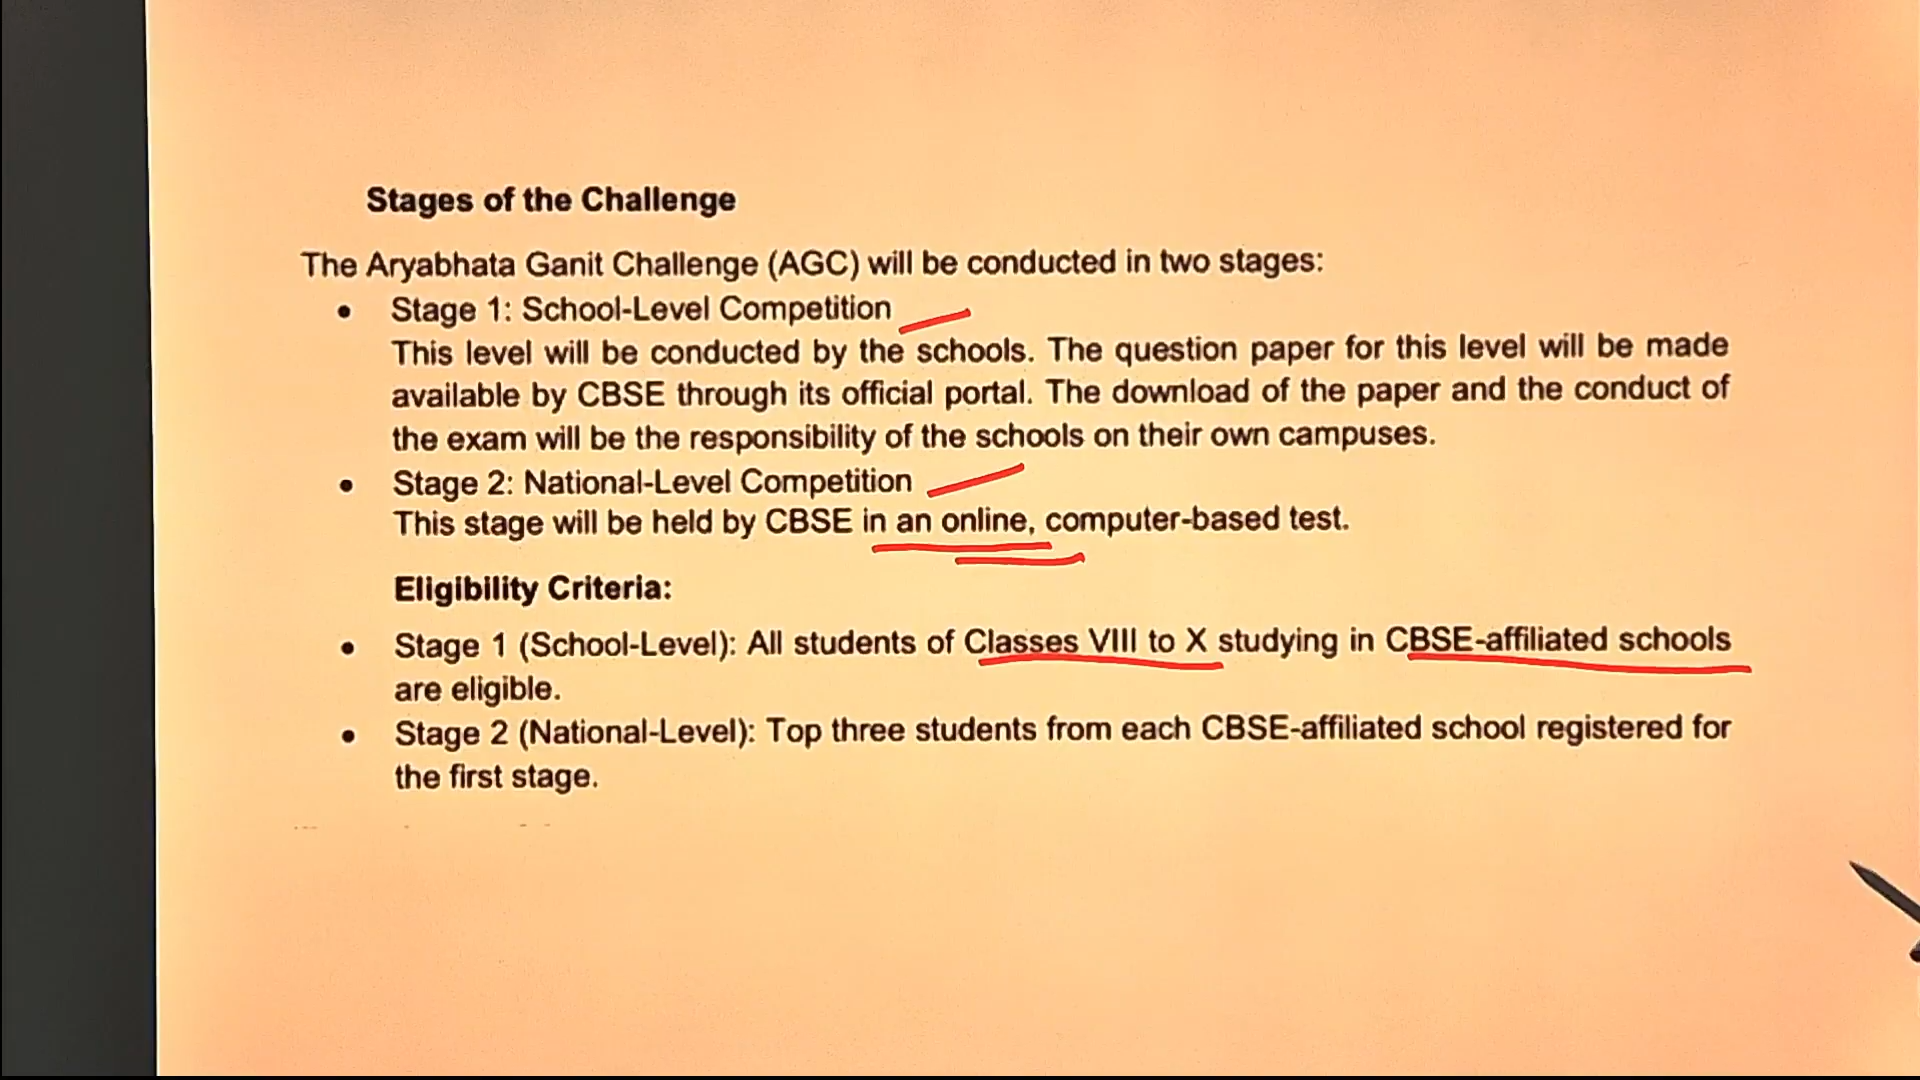 Stages of the Challenge
The Aryabhata Ganit Challenge (AGC) will be conducted in two stages:
• Stage 1: School-Level Competition
This level will be conducted by the schools. The question paper for this level will be made
available by CBSE through its official portal. The download of the paper and the conduct of
the exam will be the responsibility of the schools on their own campuses.
• Stage 2: National-Level Competition
This stage will be held by CBSE in an online, computer-based test.
Eligibility Criteria:
• Stage 1 (School-Level): All students of Classes VIII to X studying in CBSE-affiliated schools
are eligible.
• Stage 2 (National-Level): Top three students from each CBSE-affiliated school registered for
the first stage.